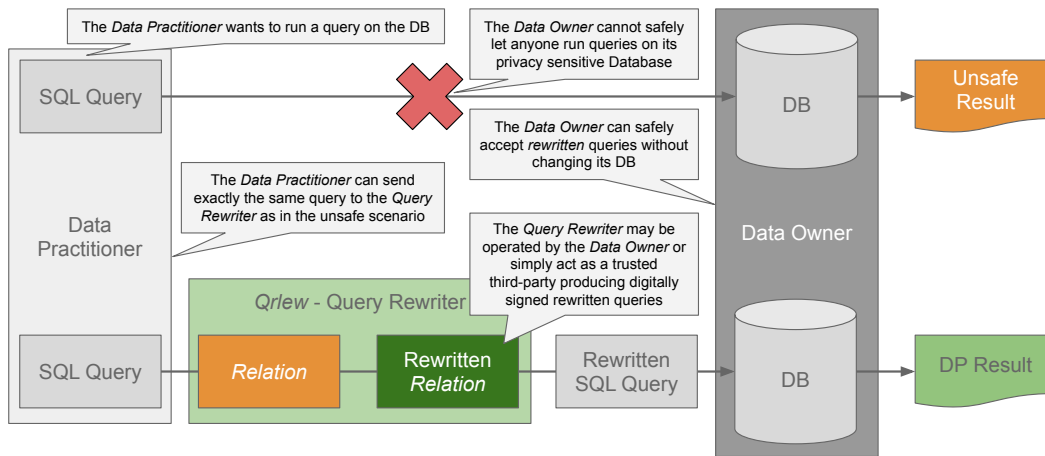 The Data Practitioner wants to run a query on the DB
The Data Owner cannot safely
let anyone run queries on its
privacy sensitive Database
SQL Query
DB
Unsafe
Result
The Data Owner can safely
accept rewritten queries without
changing its DB
The Data Practitioner can send
exactly the same query to the Query
Rewriter as in the unsafe scenario
Data
Practitioner
Data Owner
The Query Rewriter may be
operated by the Data Owner or
simply act as a trusted
third-party producing digitally
signed rewritten queries
Qrlew - Query Rewriter
SQL Query
Relation
Rewritten
Relation
Rewritten
SQL Query
DB
DP Result